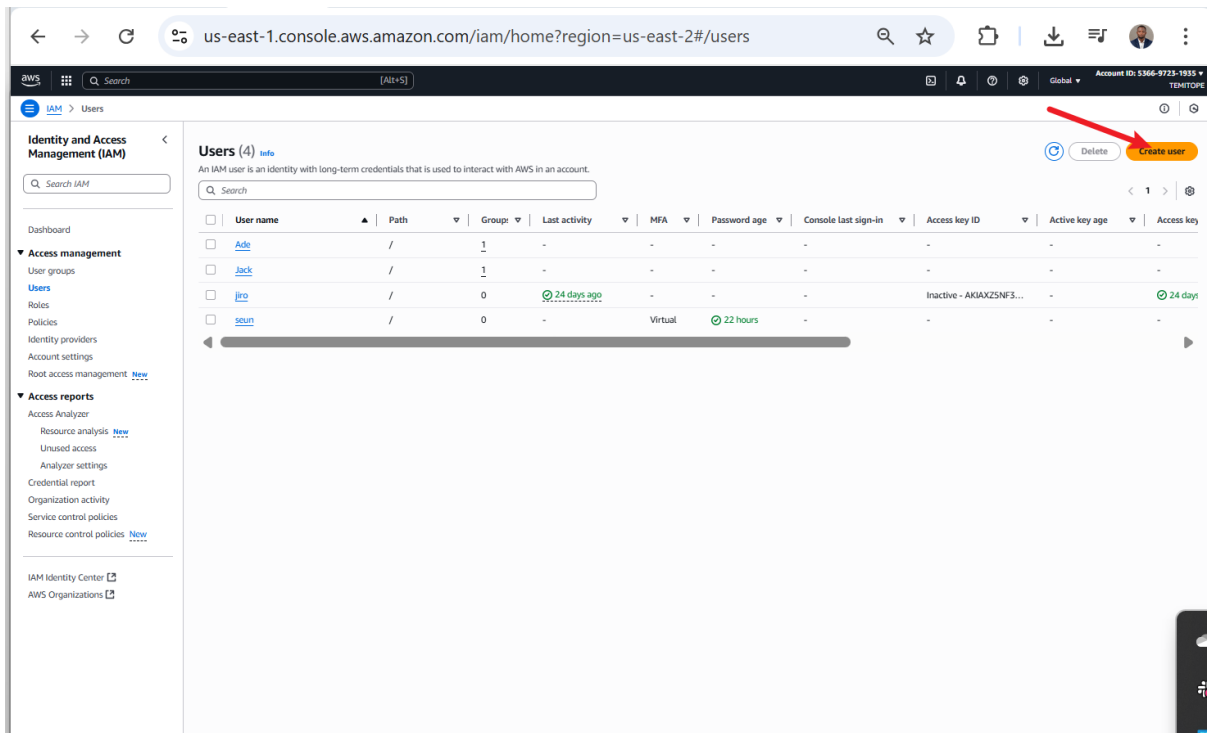 us-east-1.console.aws.amazon.com/iam/home?region=us-east-2#/users
aws Search [Alt+S] Global Account ID: 5366-9723-1935
TEMITOPE
IAM > Users
Identity and Access Management (IAM)
Search IAM
Dashboard
Access management
User groups
Users
Roles
Policies
Identity providers
Account settings
Root access management New
Access reports
Access Analyzer
Resource analysis New
Unused access
Analyzer settings
Credential report
Organization activity
Service control policies
Resource control policies New
IAM Identity Center
AWS Organizations
Users (4) Info
Delete Create user
An IAM user is an identity with long-term credentials that is used to interact with AWS in an account.
Search
1
User name Path Group: Last activity MFA Password age Console last sign-in Access key ID Active key age Access key
Ade / 1 - - - - - - -
Jack / 1 - - - - - - -
jiro / 0 24 days ago - - - Inactive - AKIAXZ5NF3... - 24 days
seun / 0 - Virtual 22 hours - - - -